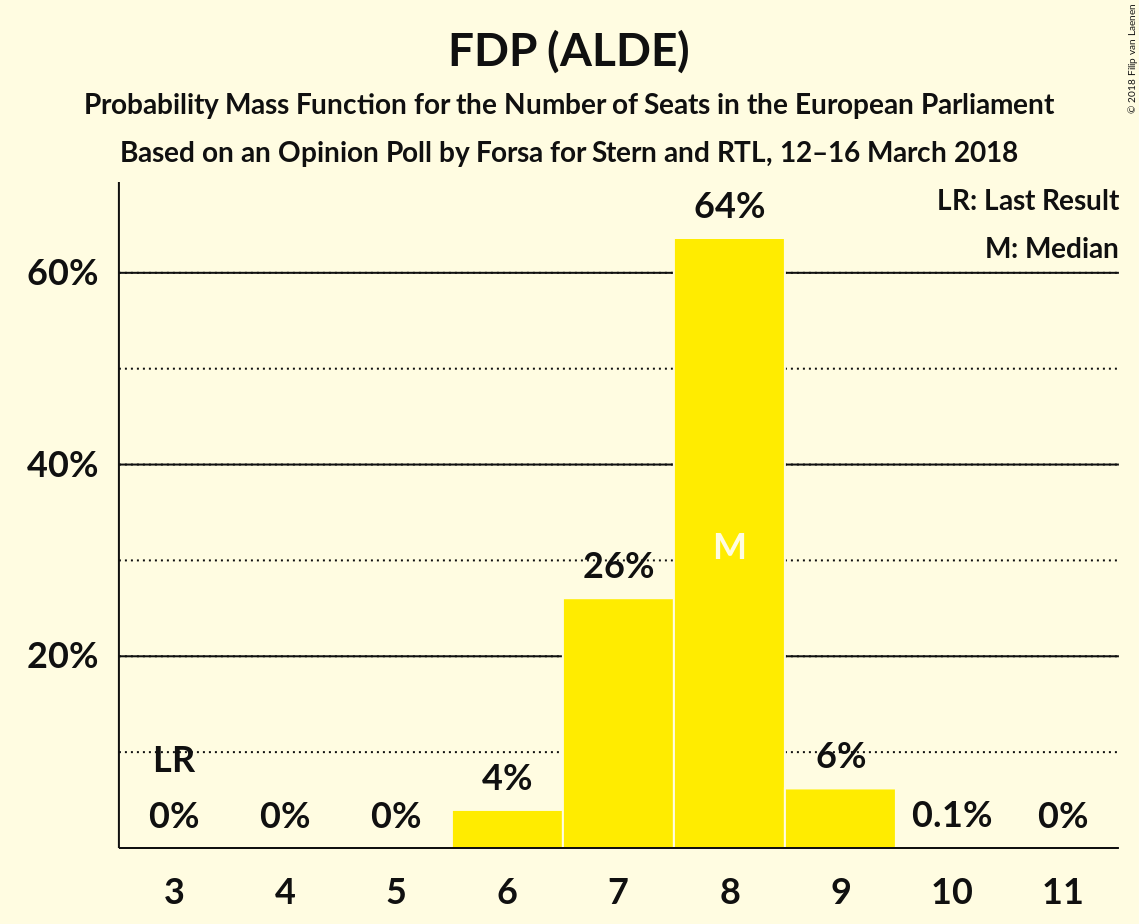 FDP (ALDE)
Probability Mass Function for the Number of Seats in the European Parliament
Based on an Opinion Poll by Forsa for Stern and RTL, 12–16 March 2018
© 2018 Filip van Laenen
LR: Last Result
M: Median
64%
60%
40%
M
26%
20%
LR
6%
4%
0%
0%
0%
0.1%
0%
3 4 5 6 7 8 9 10 11